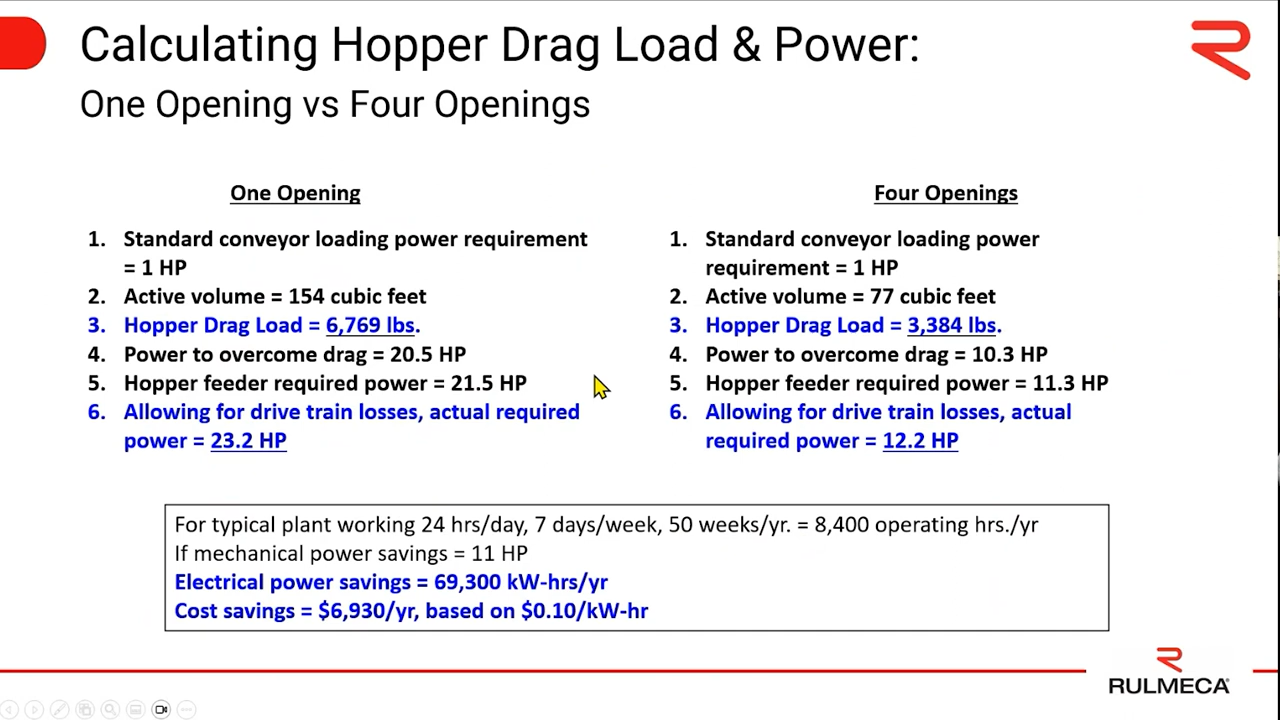 Calculating Hopper Drag Load & Power:
One Opening vs Four Openings
One Opening
1. Standard conveyor loading power requirement
= 1 HP
2. Active volume = 154 cubic feet
3. Hopper Drag Load = 6,769 lbs.
4. Power to overcome drag = 20.5 HP
5. Hopper feeder required power = 21.5 HP
6. Allowing for drive train losses, actual required
power = 23.2 HP
Four Openings
1. Standard conveyor loading power
requirement = 1 HP
2. Active volume = 77 cubic feet
3. Hopper Drag Load = 3,384 lbs.
4. Power to overcome drag = 10.3 HP
5. Hopper feeder required power = 11.3 HP
6. Allowing for drive train losses, actual
required power = 12.2 HP
For typical plant working 24 hrs/day, 7 days/week, 50 weeks/yr. = 8,400 operating hrs./yr
If mechanical power savings = 11 HP
Electrical power savings = 69,300 kW-hrs/yr
Cost savings = $6,930/yr, based on $0.10/kW-hr
RULMECA